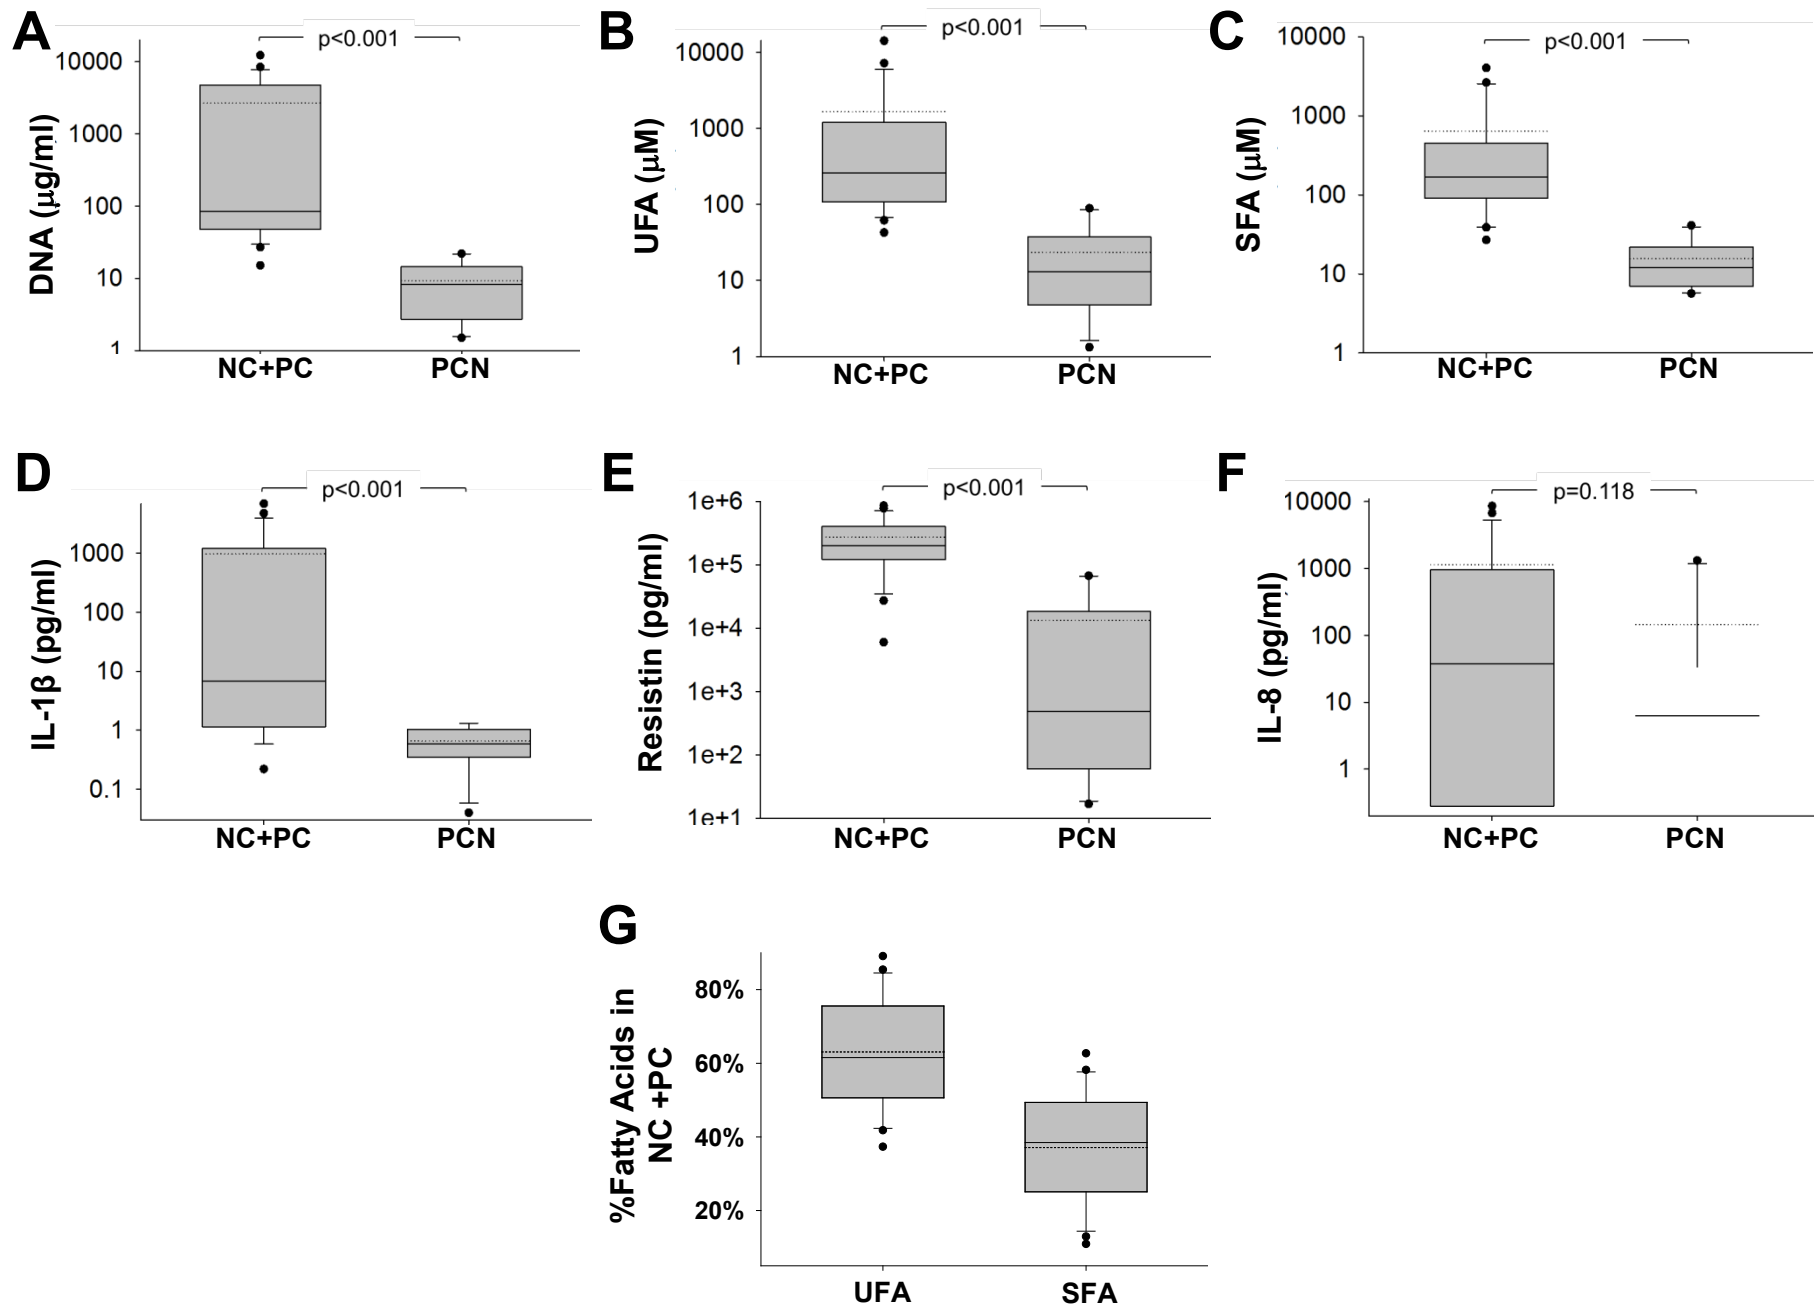 A
p<0.001
DNA (μg/ml)
10000
1000
100
10
1
NC+PC
PCN
B
p<0.001
UFA (μM)
10000
1000
100
10
1
NC+PC
PCN
C
p<0.001
SFA (μM)
10000
1000
100
10
1
NC+PC
PCN
D
p<0.001
IL-1β (pg/ml)
1000
100
10
1
0.1
NC+PC
PCN
E
p<0.001
Resistin (pg/ml)
1e+6
1e+5
1e+4
1e+3
1e+2
1e+1
NC+PC
PCN
F
p=0.118
IL-8 (pg/ml)
10000
1000
100
10
1
NC+PC
PCN
G
%Fatty Acids in
NC +PC
80%
60%
40%
20%
UFA
SFA